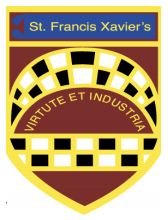 St. Francis Xavier's
VIRTUTE ET INDUSTRIA